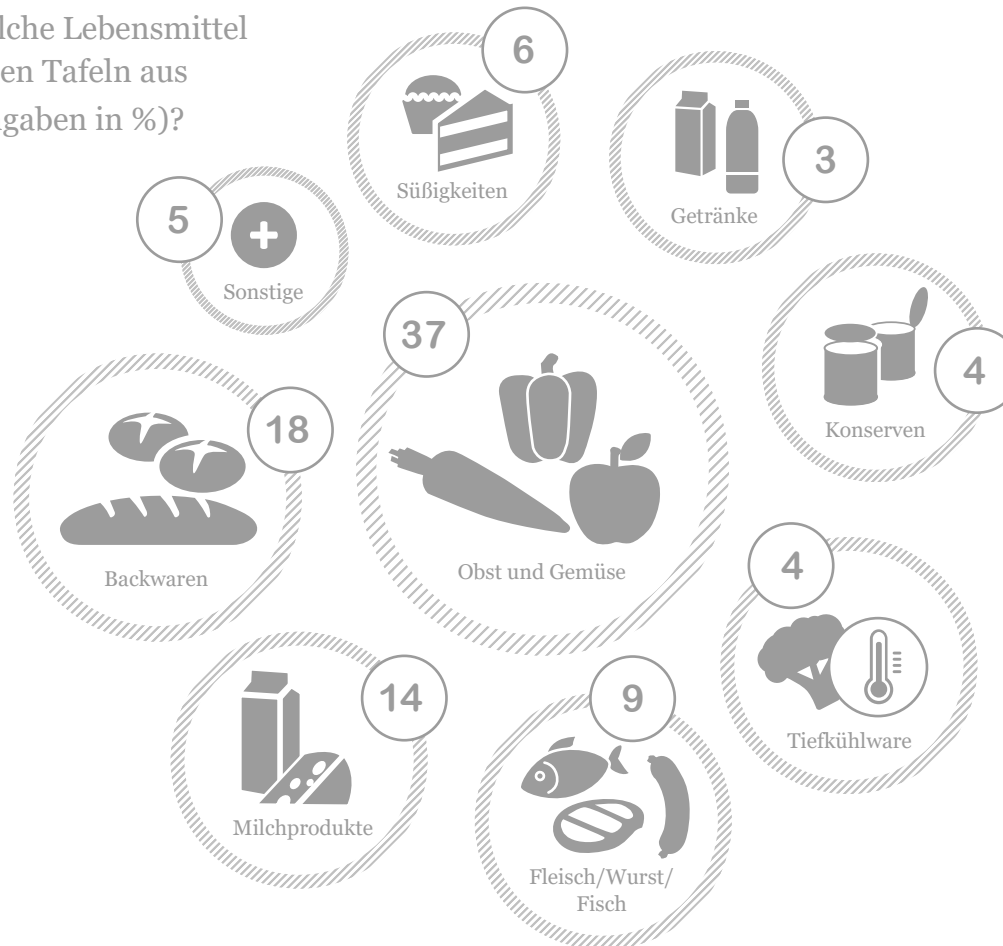 lche Lebensmittel
en Tafeln aus
gaben in %)?
6
Süßigkeiten
3
Getränke
5
Sonstige
37
Obst und Gemüse
4
Konserven
18
Backwaren
4
Tiefkühlware
14
Milchprodukte
9
Fleisch/Wurst/
Fisch